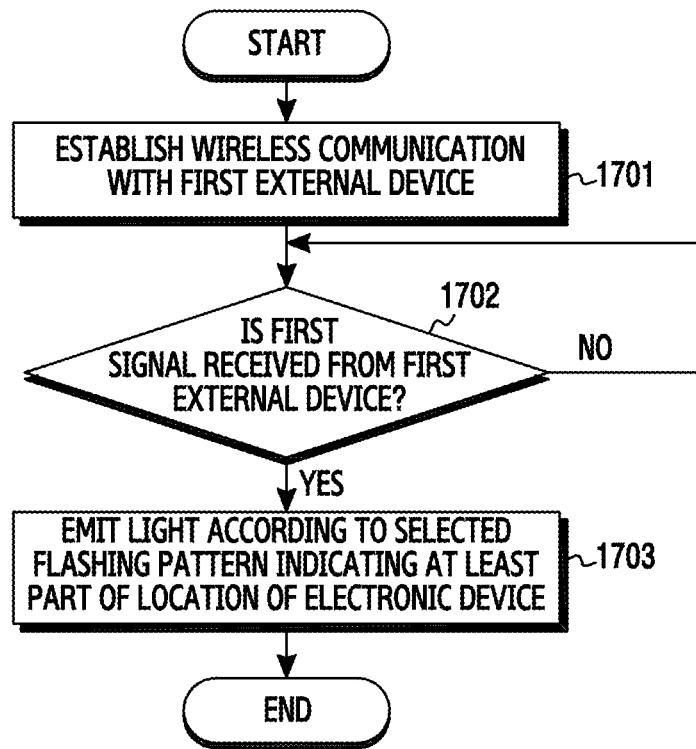 START
ESTABLISH WIRELESS COMMUNICATION
WITH FIRST EXTERNAL DEVICE
1701
1702
IS FIRST
SIGNAL RECEIVED FROM FIRST
EXTERNAL DEVICE?
NO
YES
EMIT LIGHT ACCORDING TO SELECTED
FLASHING PATTERN INDICATING AT LEAST
PART OF LOCATION OF ELECTRONIC DEVICE
1703
END